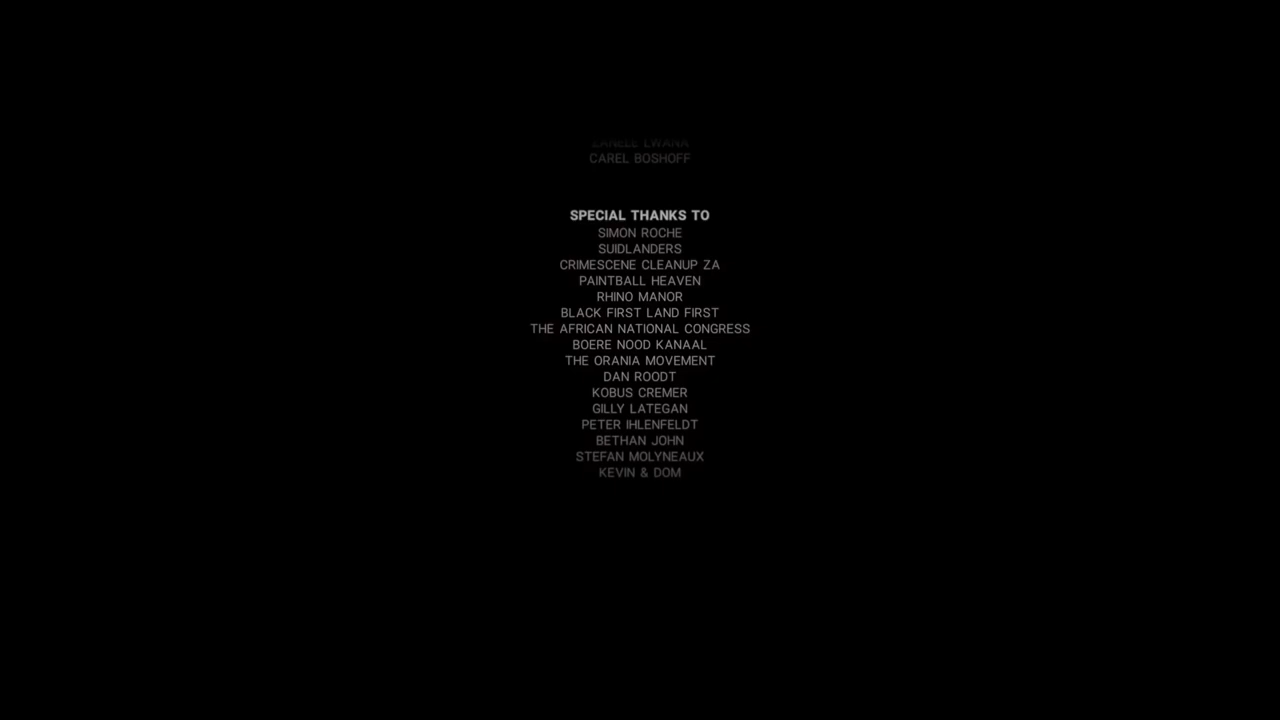 ZANELE LWANA
CAREL BOSHOFF
SPECIAL THANKS TO
SIMON ROCHE
SUIDLANDERS
CRIMESCENE CLEANUP ZA
PAINTBALL HEAVEN
RHINO MANOR
BLACK FIRST LAND FIRST
THE AFRICAN NATIONAL CONGRESS
BOERE NOOD KANAAL
THE ORANIA MOVEMENT
DAN ROODT
KOBUS CREMER
GILLY LATEGAN
PETER IHLENFELDT
BETHAN JOHN
STEFAN MOLYNEAUX
KEVIN & DOM